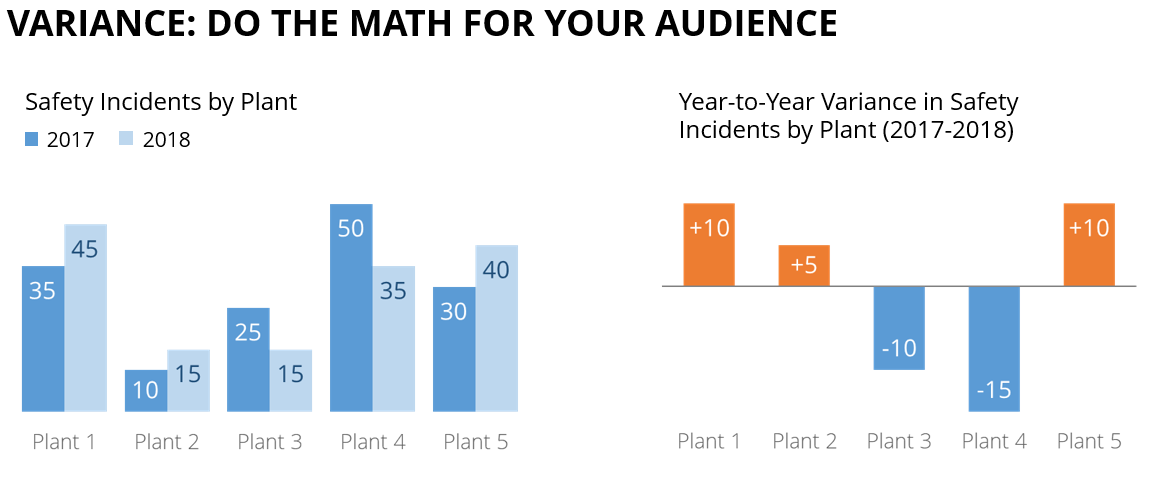 VARIANCE: DO THE MATH FOR YOUR AUDIENCE
Safety Incidents by Plant
2017 2018
35 45 10 15 25 15 50 35 30 40
Plant 1 Plant 2 Plant 3 Plant 4 Plant 5
Year-to-Year Variance in Safety
Incidents by Plant (2017-2018)
+10 +5 -10 -15 +10
Plant 1 Plant 2 Plant 3 Plant 4 Plant 5